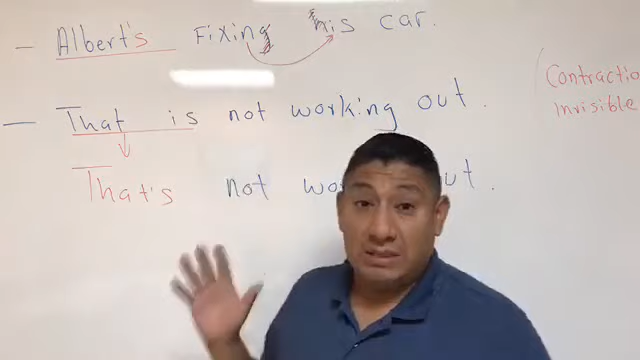 — Albert's Fixing his car.
— That is not working out.
That's not wo ut.
Contractio
Invisible